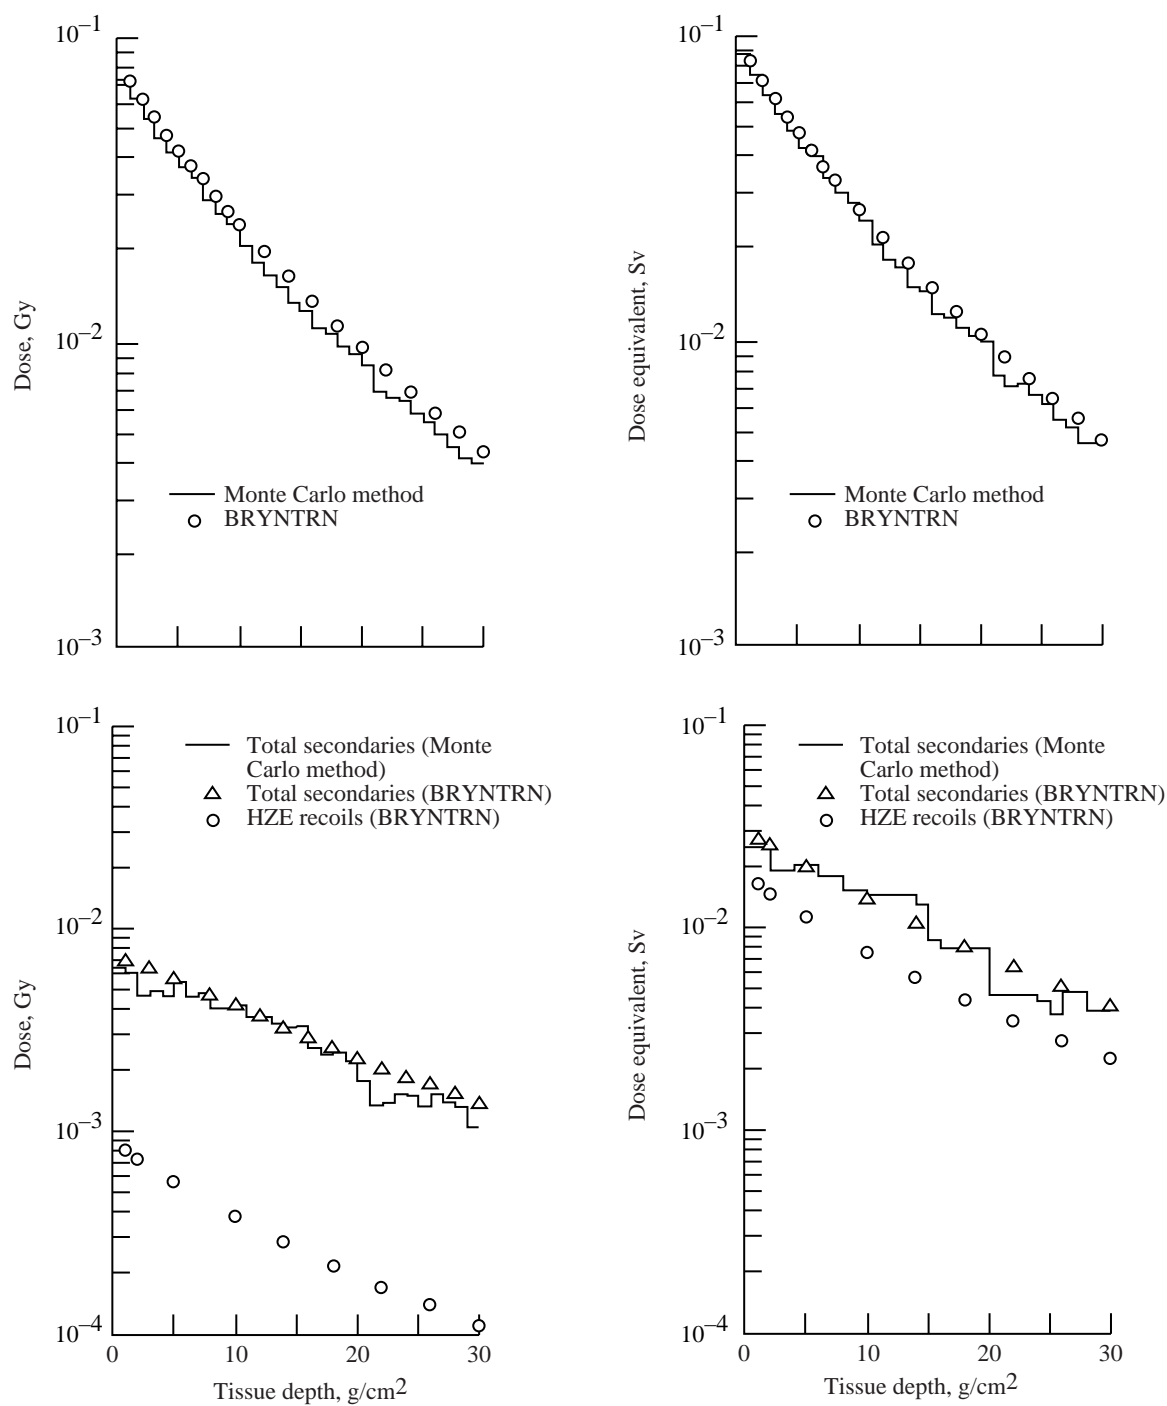 10–1
10–2
10–3
Dose, Gy
Monte Carlo method
BRYNTRN
10–1
10–2
10–3
Dose equivalent, Sv
Monte Carlo method
BRYNTRN
10–1
10–2
10–3
10–4
Dose, Gy
Total secondaries (Monte
Carlo method)
Total secondaries (BRYNTRN)
HZE recoils (BRYNTRN)
0 10 20 30
Tissue depth, g/cm2
10–1
10–2
10–3
10–4
Dose equivalent, Sv
Total secondaries (Monte
Carlo method)
Total secondaries (BRYNTRN)
HZE recoils (BRYNTRN)
0 10 20 30
Tissue depth, g/cm2